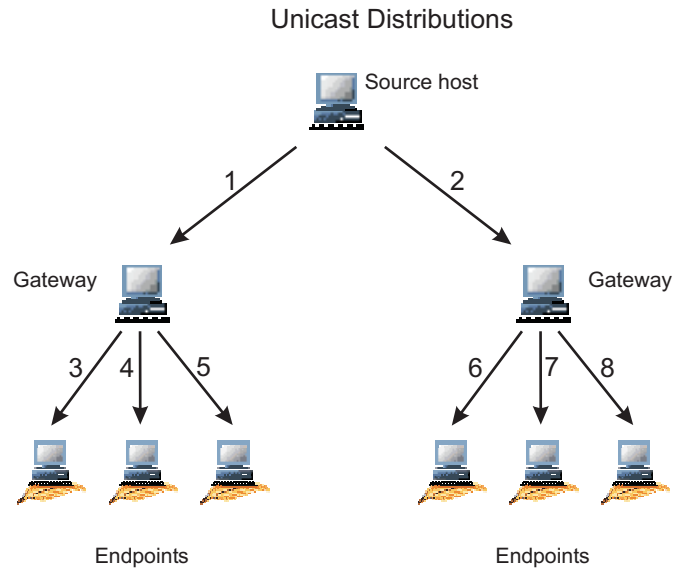 Unicast Distributions
Source host
1
2
Gateway
Gateway
3
4
5
6
7
8
Endpoints
Endpoints